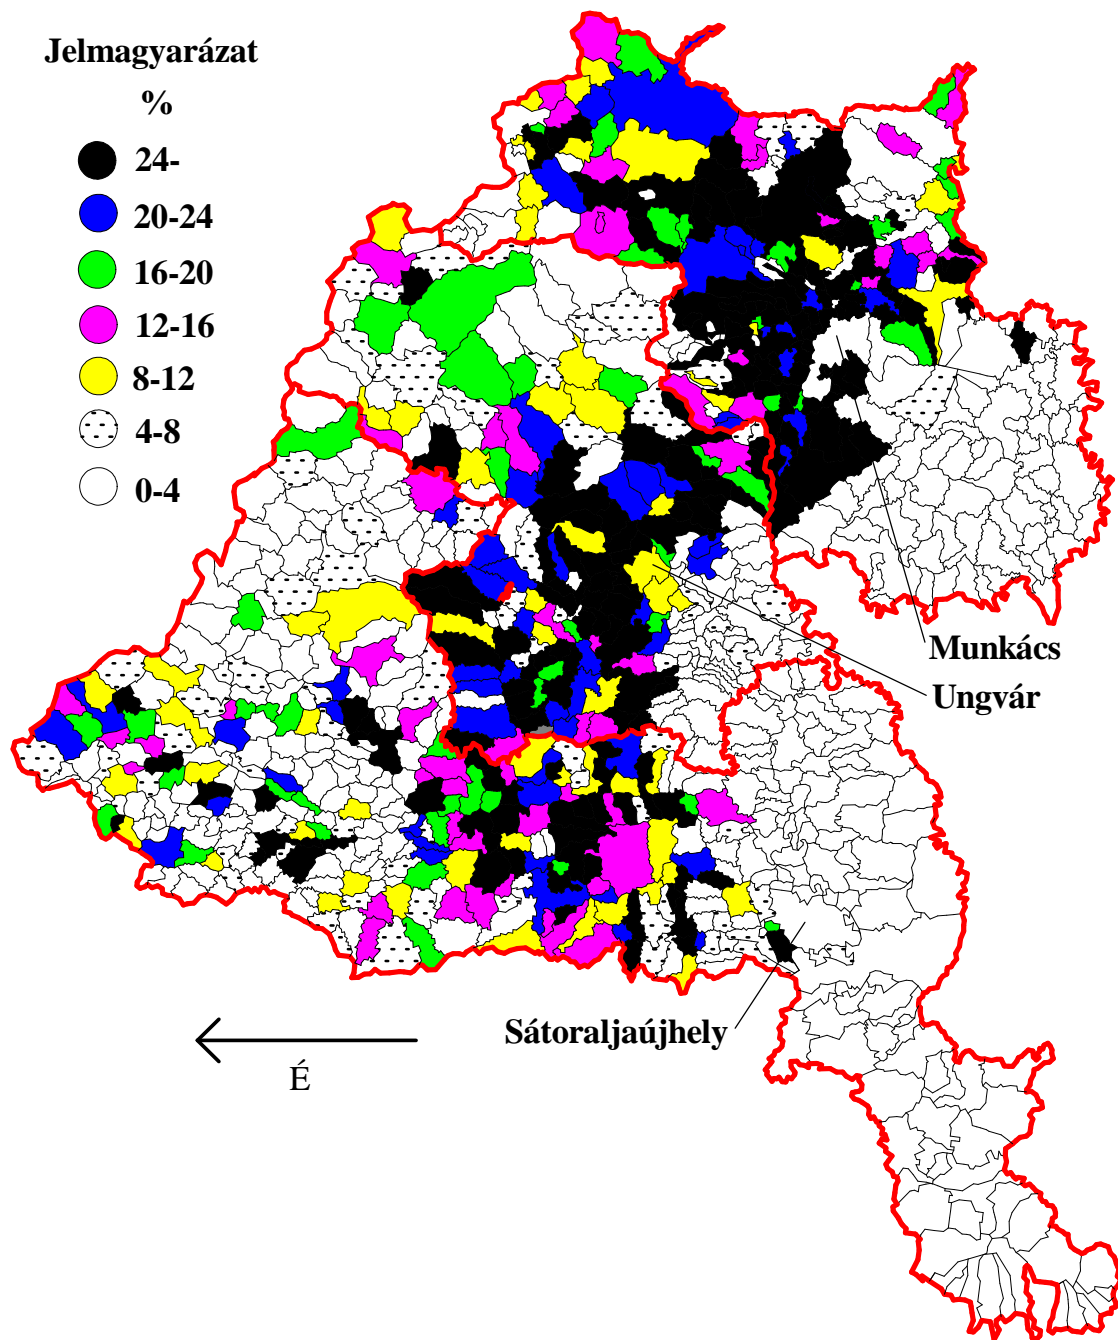 Jelmagyarázat
%
24-
20-24
16-20
12-16
8-12
4-8
0-4
Munkács
Ungvár
Sátoraljaújhely
É